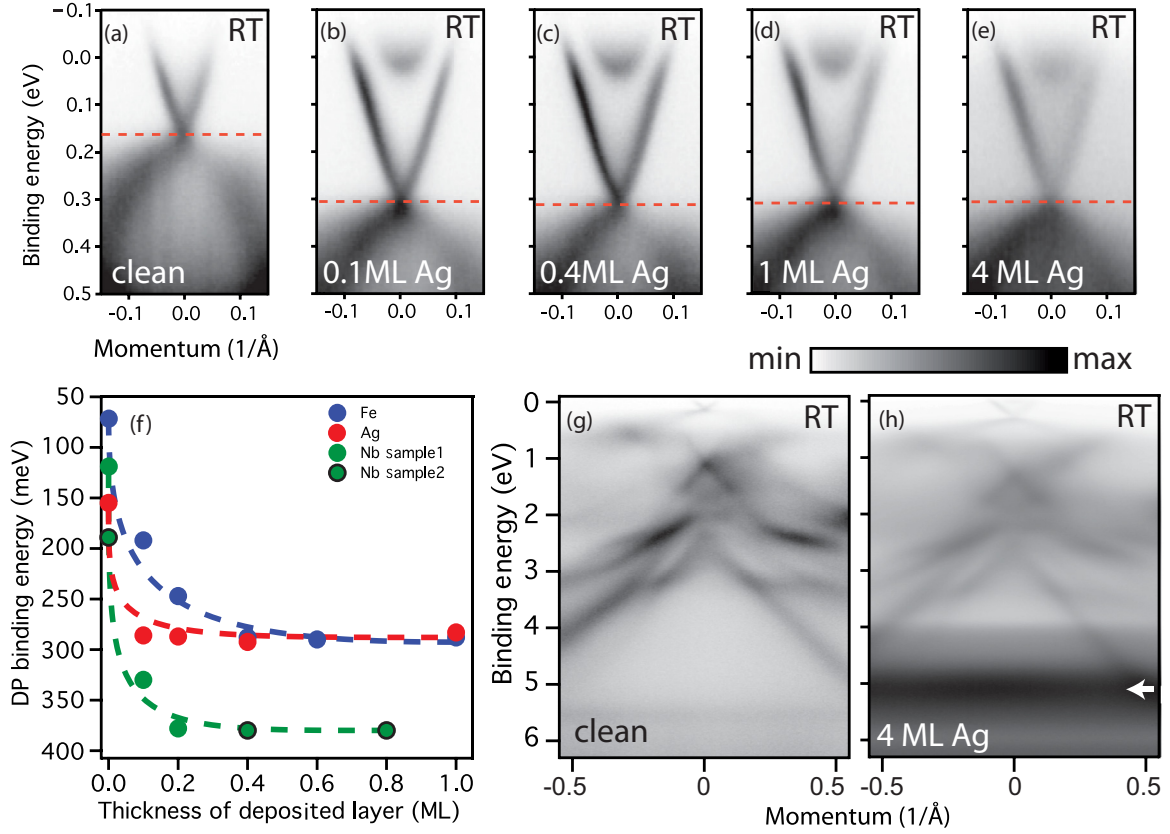 (a) RT
(b) RT
(c) RT
(d) RT
(e) RT
-0.1
0.0
0.1
0.2
0.3
0.4
0.5
Binding energy (eV)
clean
0.1ML Ag
0.4ML Ag
1 ML Ag
4 ML Ag
-0.1 0.0 0.1
-0.1 0.0 0.1
-0.1 0.0 0.1
-0.1 0.0 0.1
-0.1 0.0 0.1
Momentum (1/Å)
min max
(f)
50
100
150
200
250
300
350
400
DP binding energy (meV)
Fe
Ag
Nb sample1
Nb sample2
0.0 0.2 0.4 0.6 0.8 1.0
Thickness of deposited layer (ML)
(g) RT
(h) RT
0
1
2
3
4
5
6
Binding energy (eV)
clean
4 ML Ag
-0.5 0 0.5
-0.5 0 0.5
Momentum (1/Å)